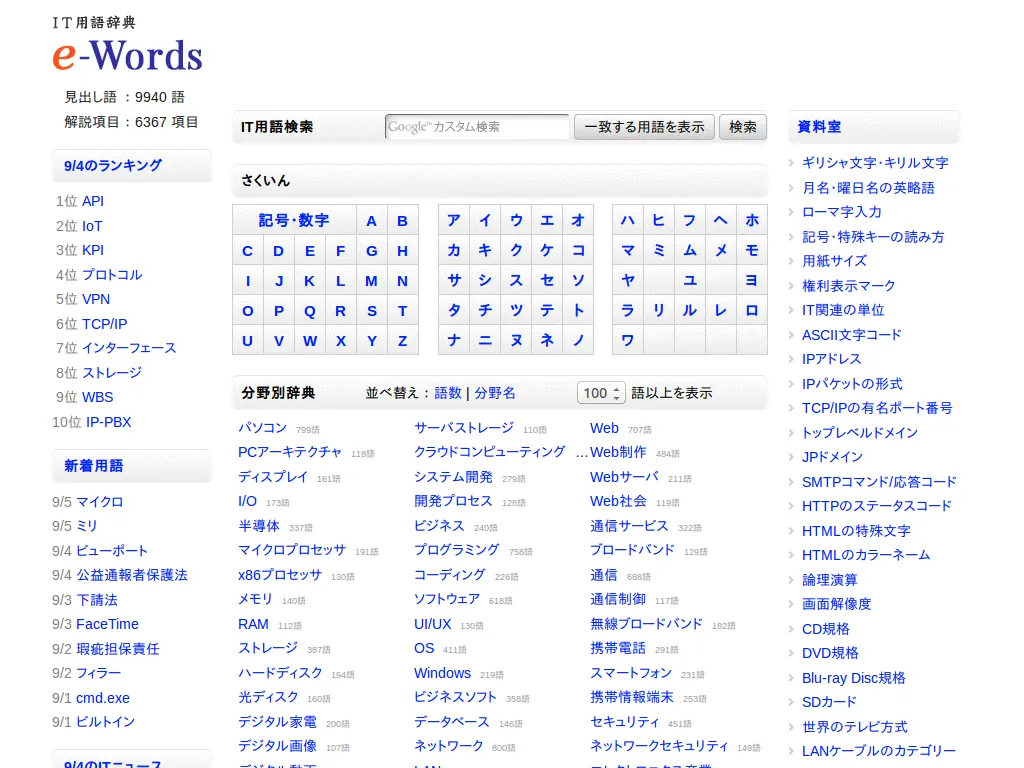 IT用語辞典
e-Words
見出し語 ：9940 語
解説項目：6367 項目
9/4のランキング
1位 API
2位 IoT
3位 KPI
4位 プロトコル
5位 VPN
6位 TCP/IP
7位 インターフェース
8位 ストレージ
9位 WBS
10位 IP-PBX
新着用語
9/5 マイクロ
9/5 ミリ
9/4 ビューポート
9/4 公益通報者保護法
9/3 下請法
9/3 FaceTime
9/2 瑕疵担保責任
9/2 フィラー
9/1 cmd.exe
9/1 ビルトイン
9/4のITニュース
IT用語検索 Google™カスタム検索 一致する用語を表示 検索
さくいん
記号･数字 A B
C D E F G H
I J K L M N
O P Q R S T
U V W X Y Z
ア イ ウ エ オ
カ キ ク ケ コ
サ シ ス セ ソ
タ チ ツ テ ト
ナ ニ ヌ ネ ノ
ハ ヒ フ ヘ ホ
マ ミ ム メ モ
ヤ ユ ヨ
ラ リ ル レ ロ
ワ
分野別辞典 並べ替え：語数 | 分野名 100 語以上を表示
パソコン 799語
PCアーキテクチャ 118語
ディスプレイ 161語
I/O 173語
半導体 337語
マイクロプロセッサ 191語
x86プロセッサ 130語
メモリ 140語
RAM 112語
ストレージ 387語
ハードディスク 194語
光ディスク 160語
デジタル家電 200語
デジタル画像 107語
デジタル動画
サーバストレージ 110語
クラウドコンピューティング …
システム開発 279語
開発プロセス 128語
ビジネス 240語
プログラミング 758語
コーディング 226語
ソフトウェア 618語
UI/UX 130語
OS 411語
Windows 219語
ビジネスソフト 358語
データベース 146語
ネットワーク 800語
LAN
Web 707語
Web制作 484語
Webサーバ 211語
Web社会 119語
通信サービス 322語
ブロードバンド 129語
通信 688語
通信制御 117語
無線ブロードバンド 182語
携帯電話 291語
スマートフォン 231語
携帯情報端末 253語
セキュリティ 451語
ネットワークセキュリティ 149語
エレクトロニクス産業
資料室
ギリシャ文字･キリル文字
月名･曜日名の英略語
ローマ字入力
記号･特殊キーの読み方
用紙サイズ
権利表示マーク
IT関連の単位
ASCII文字コード
IPアドレス
IPパケットの形式
TCP/IPの有名ポート番号
トップレベルドメイン
JPドメイン
SMTPコマンド/応答コード
HTTPのステータスコード
HTMLの特殊文字
HTMLのカラーネーム
論理演算
画面解像度
CD規格
DVD規格
Blu-ray Disc規格
SDカード
世界のテレビ方式
LANケーブルのカテゴリー